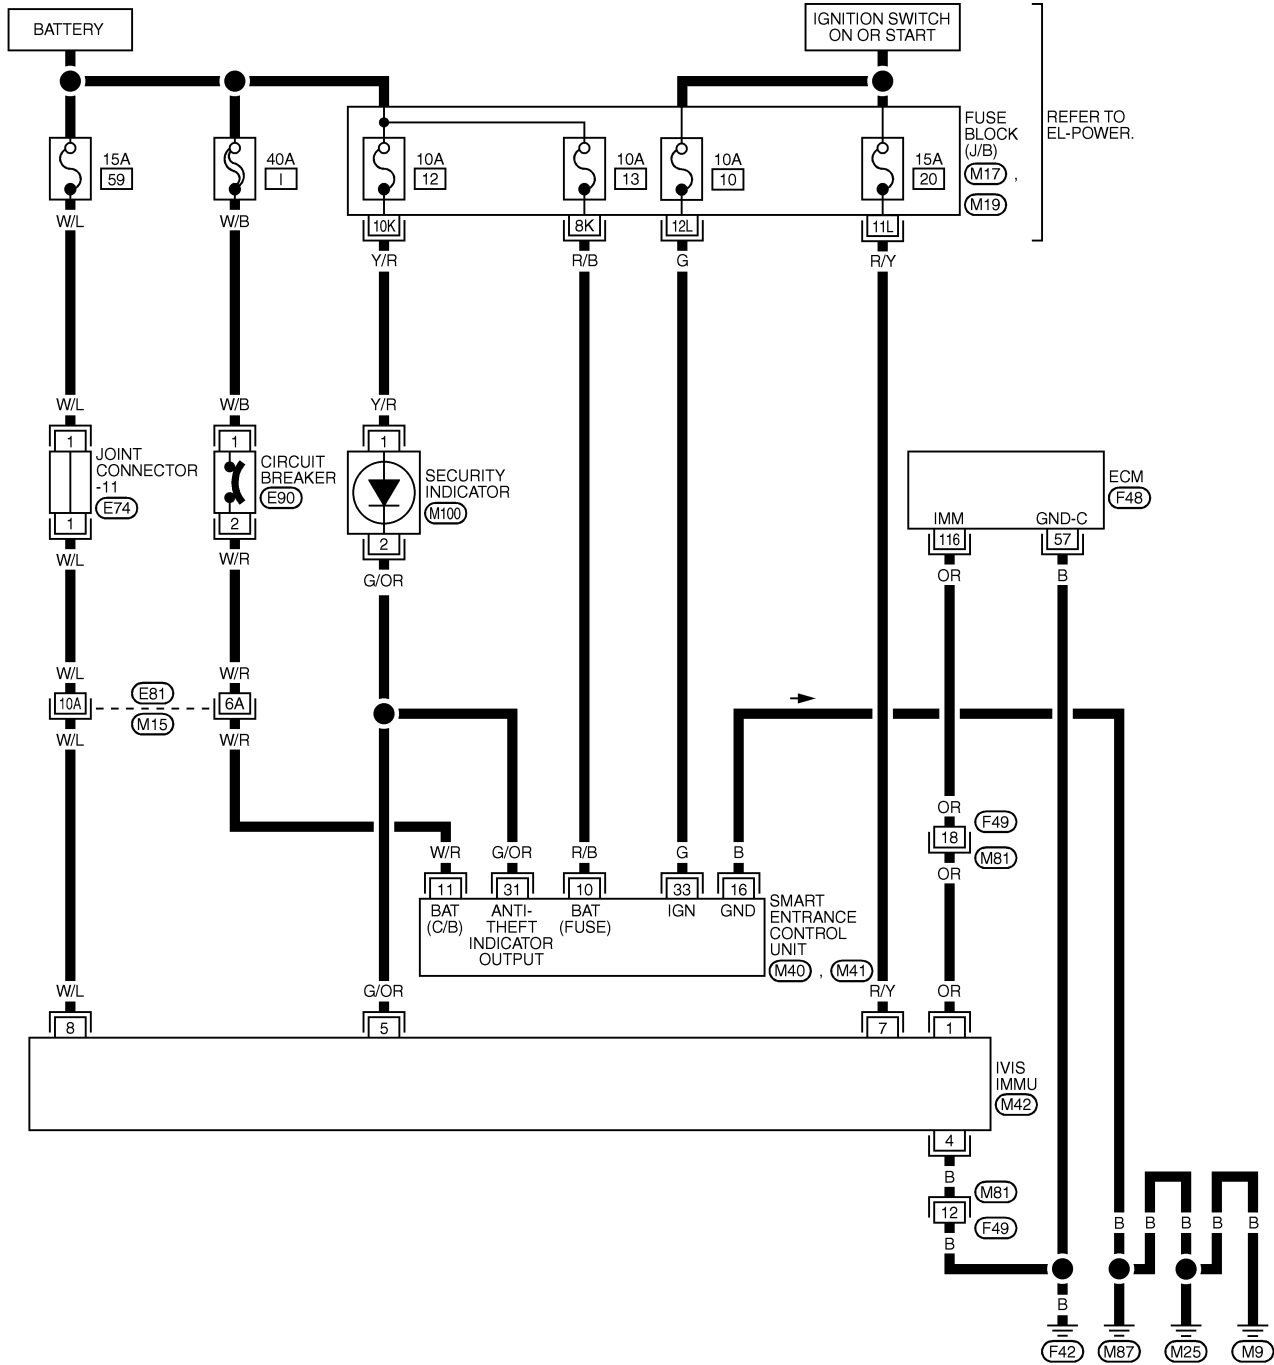 BATTERY
IGNITION SWITCH
ON OR START
REFER TO
EL-POWER.
FUSE
BLOCK
(J/B)
M17 ,
M19
15A
59
40A
I
10A
12
10A
13
10A
10
15A
20
10K
8K
12L
11L
W/L
W/B
Y/R
R/B
G
R/Y
W/L
W/B
Y/R
1
1
1
JOINT
CONNECTOR
-11
E74
CIRCUIT
BREAKER
E90
SECURITY
INDICATOR
M100
ECM
F48
IMM
GND-C
1
2
2
116
57
W/L
W/R
G/OR
OR
B
W/L
W/R
10A
E81
M15
6A
W/L
W/R
OR
18
F49
M81
OR
W/R
G/OR
R/B
G
B
11
31
10
33
16
BAT
(C/B)
ANTI-
THEFT
INDICATOR
OUTPUT
BAT
(FUSE)
IGN
GND
SMART
ENTRANCE
CONTROL
UNIT
M40 , M41
W/L
G/OR
R/Y
OR
8
5
7
1
IVIS
IMMU
M42
4
B
M81
12
F49
B
B
B
B
B
B
B
F42
M87
M25
M9